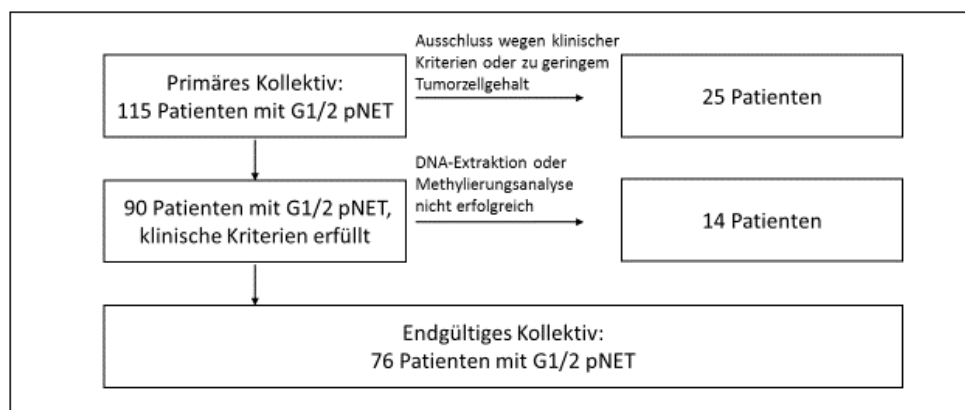 Primäres Kollektiv:
115 Patienten mit G1/2 pNET
Ausschluss wegen klinischer
Kriterien oder zu geringem
Tumorzellgehalt
25 Patienten
90 Patienten mit G1/2 pNET,
klinische Kriterien erfüllt
DNA-Extraktion oder
Methylierungsanalyse
nicht erfolgreich
14 Patienten
Endgültiges Kollektiv:
76 Patienten mit G1/2 pNET